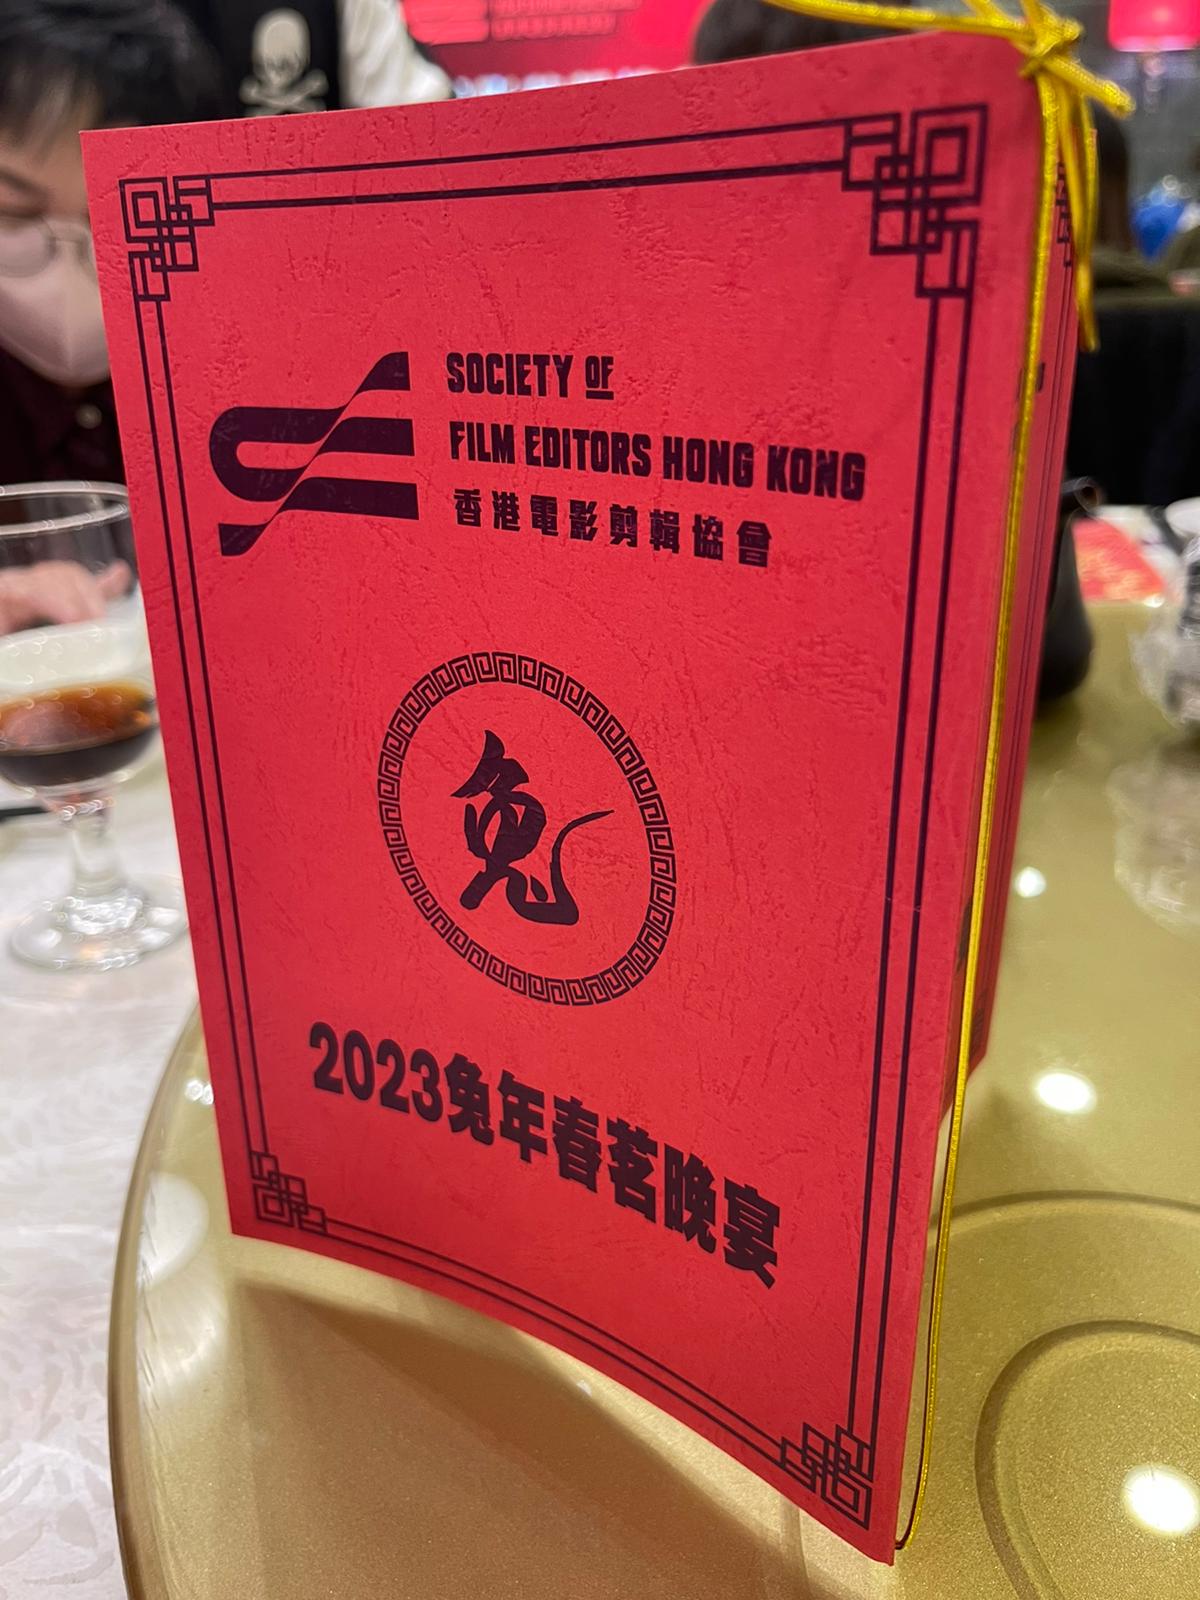 SOCIETY OF
FILM EDITORS HONG KONG
香港電影剪輯協會
兔
2023兔年春茗晚宴